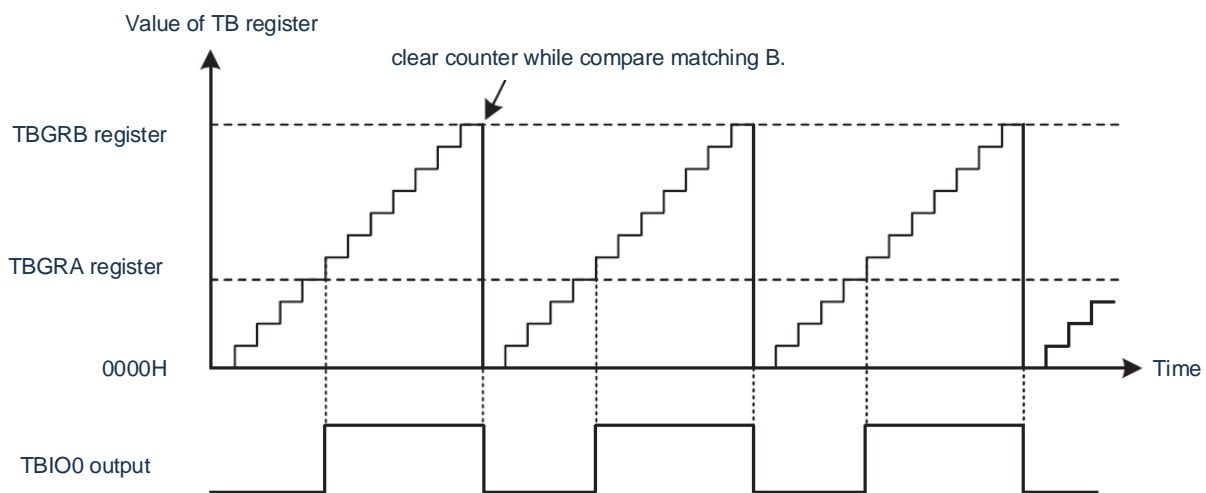 Value of TB register
clear counter while compare matching B.
TBGRB register
TBGRA register
0000H
Time
TBIO0 output